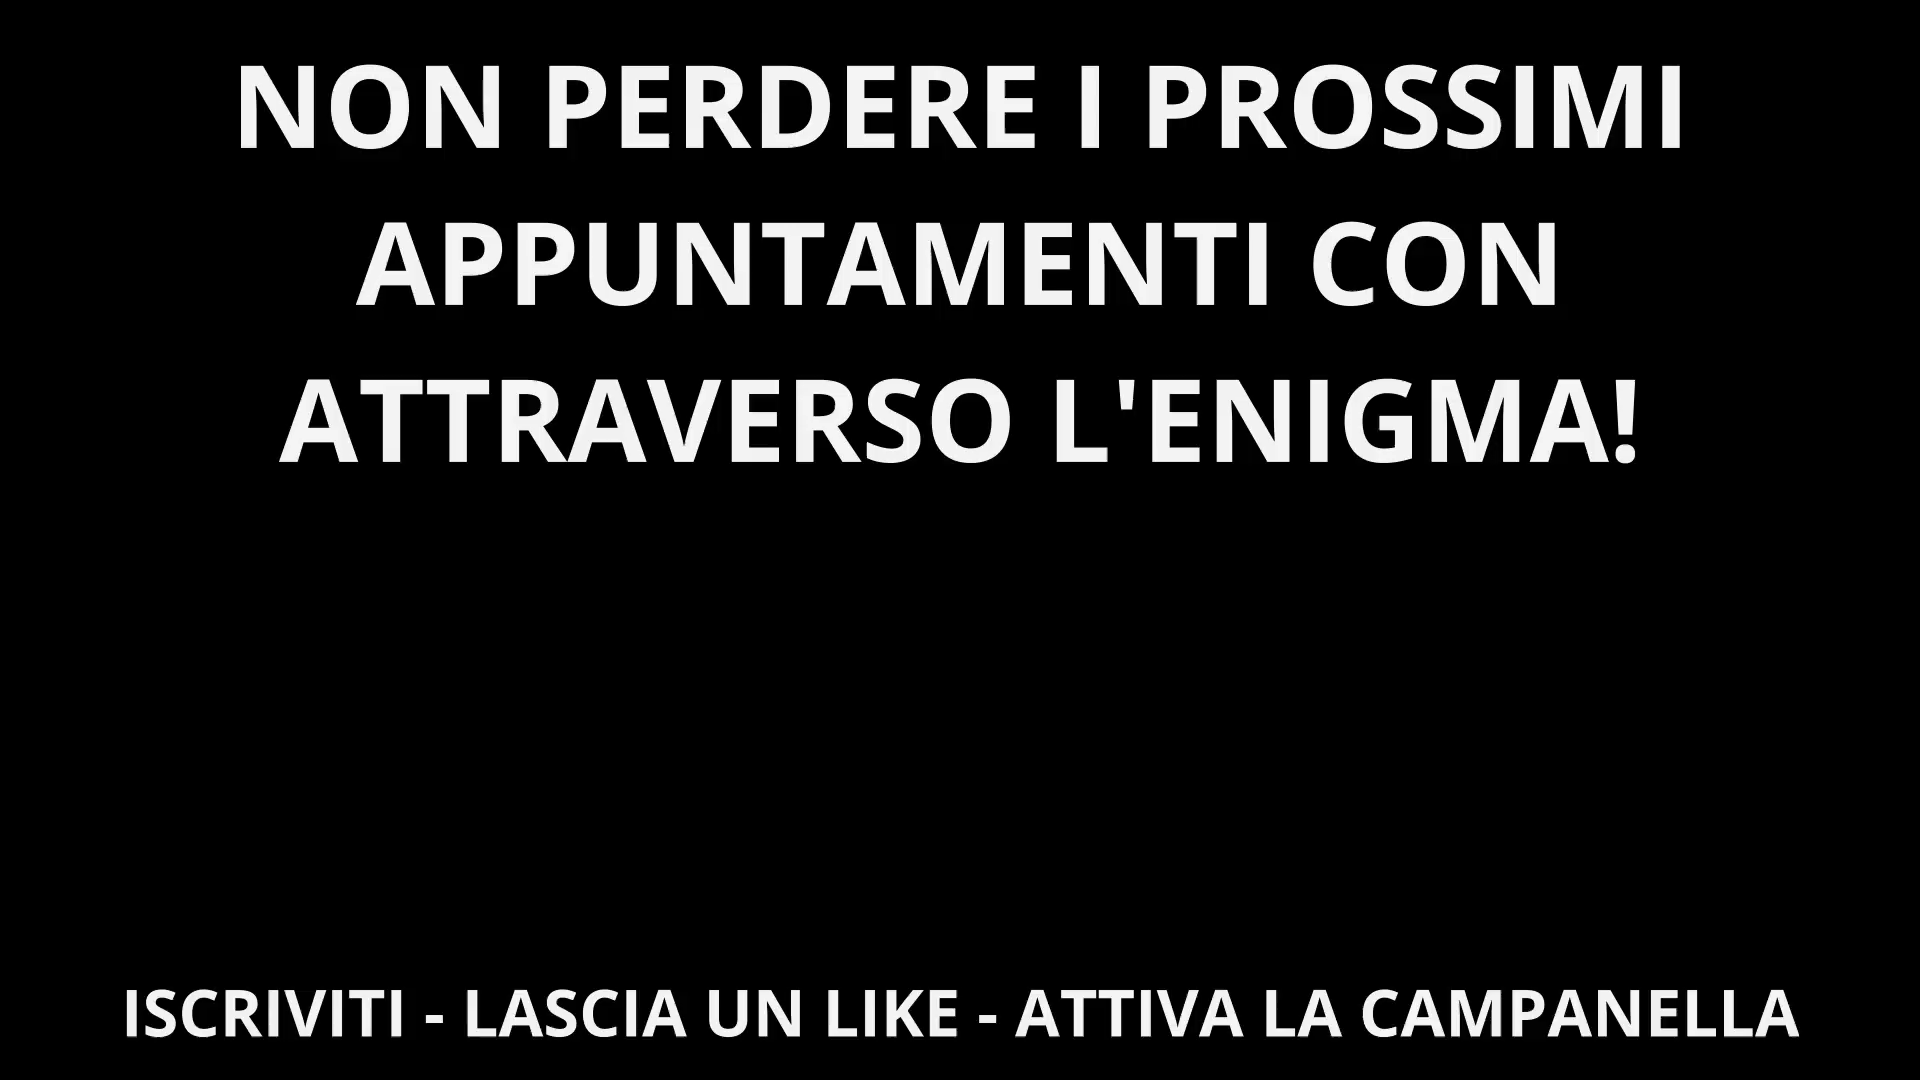 NON PERDERE I PROSSIMI
APPUNTAMENTI CON
ATTRAVERSO L'ENIGMA!
ISCRIVITI - LASCIA UN LIKE - ATTIVA LA CAMPANELLA